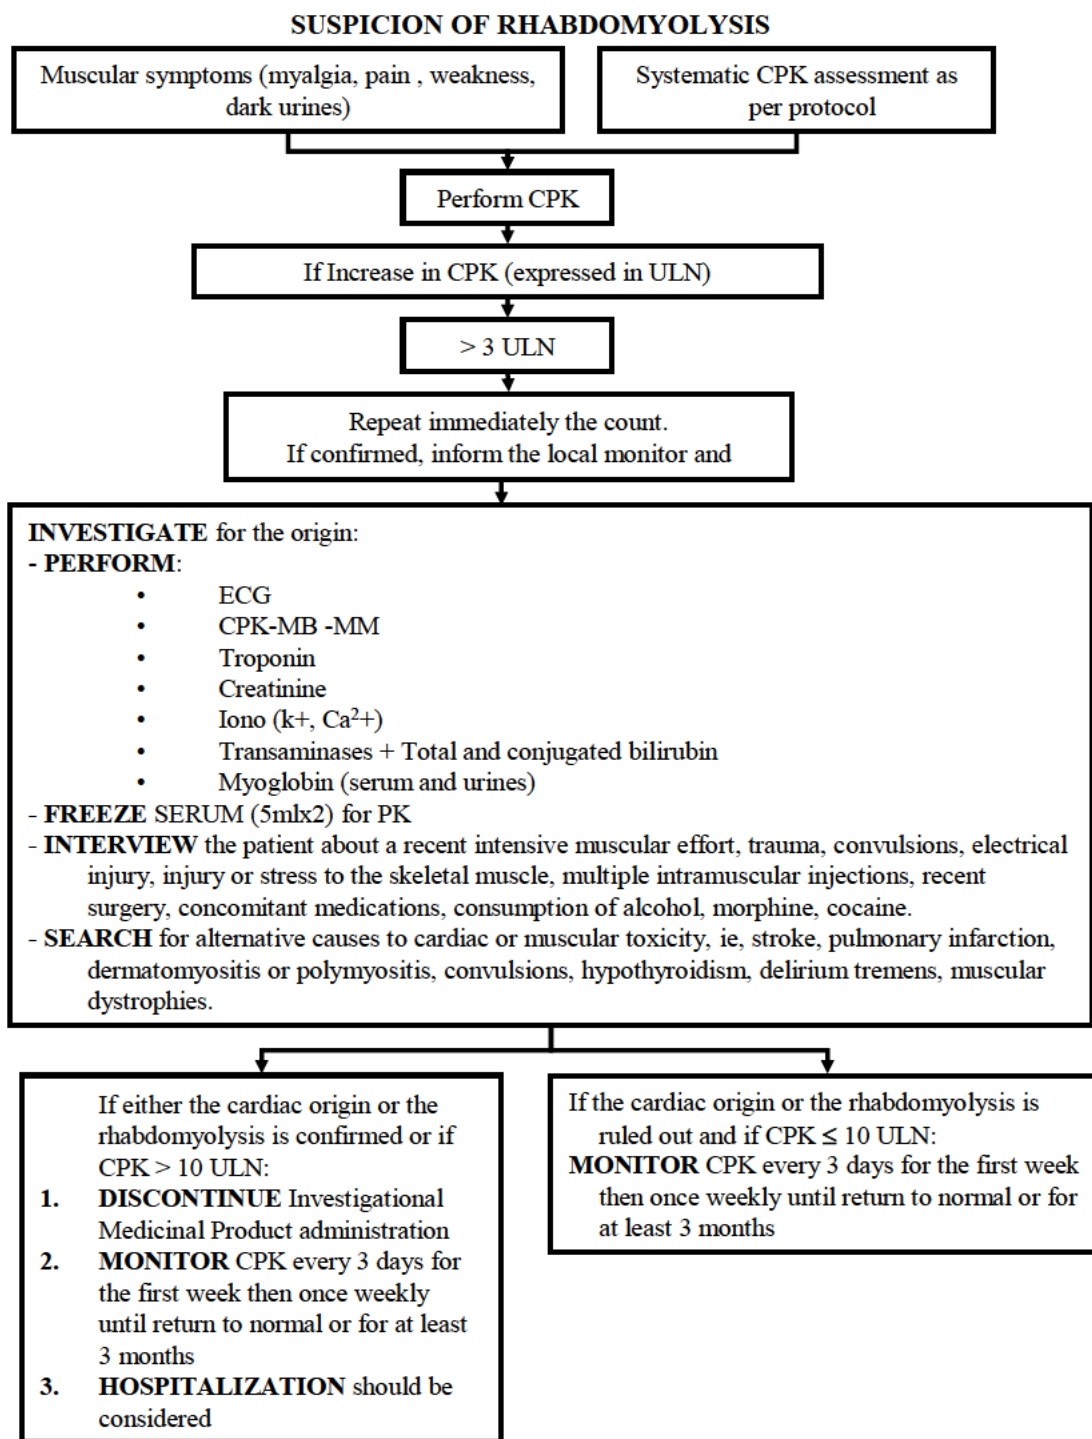 SUSPICION OF RHABDOMYOLYSIS
Muscular symptoms (myalgia, pain , weakness,
dark urines)
Systematic CPK assessment as
per protocol
Perform CPK
If Increase in CPK (expressed in ULN)
> 3 ULN
Repeat immediately the count.
If confirmed, inform the local monitor and
INVESTIGATE for the origin:
- PERFORM:
• ECG
• CPK-MB -MM
• Troponin
• Creatinine
• Iono (k+, Ca²+)
• Transaminases + Total and conjugated bilirubin
• Myoglobin (serum and urines)
- FREEZE SERUM (5mlx2) for PK
- INTERVIEW the patient about a recent intensive muscular effort, trauma, convulsions, electrical
injury, injury or stress to the skeletal muscle, multiple intramuscular injections, recent
surgery, concomitant medications, consumption of alcohol, morphine, cocaine.
- SEARCH for alternative causes to cardiac or muscular toxicity, ie, stroke, pulmonary infarction,
dermatomyositis or polymyositis, convulsions, hypothyroidism, delirium tremens, muscular
dystrophies.
If either the cardiac origin or the
rhabdomyolysis is confirmed or if
CPK > 10 ULN:
1. DISCONTINUE Investigational
Medicinal Product administration
2. MONITOR CPK every 3 days for
the first week then once weekly
until return to normal or for at least
3 months
3. HOSPITALIZATION should be
considered
If the cardiac origin or the rhabdomyolysis is
ruled out and if CPK ≤ 10 ULN:
MONITOR CPK every 3 days for the first week
then once weekly until return to normal or for
at least 3 months